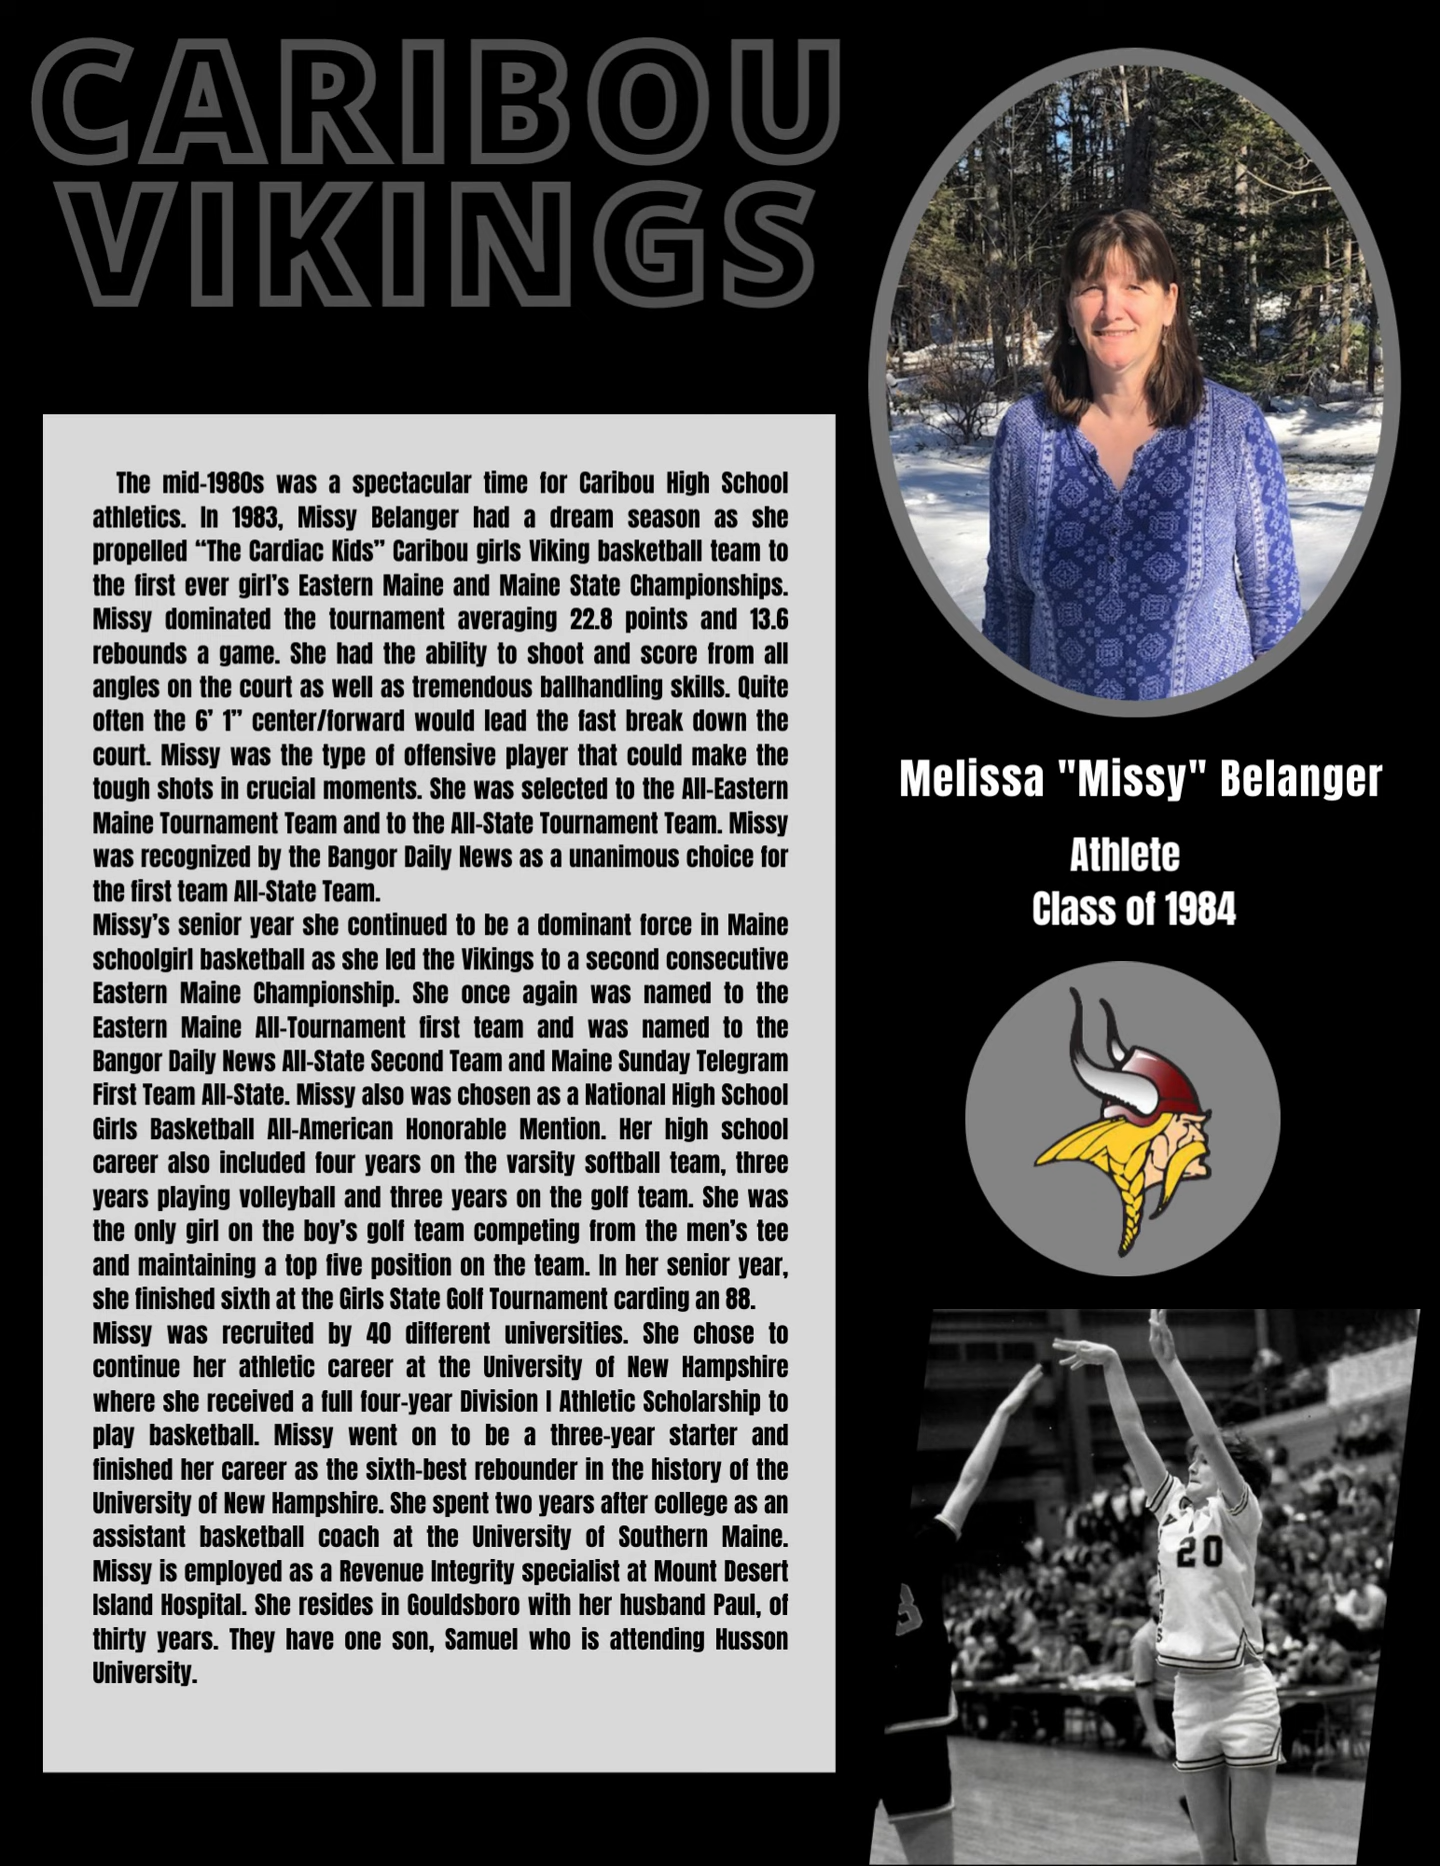 CARIBOU
VIKINGS
The mid-1980s was a spectacular time for Caribou High School
athletics. In 1983, Missy Belanger had a dream season as she
propelled “The Cardiac Kids” Caribou girls Viking basketball team to
the first ever girl’s Eastern Maine and Maine State Championships.
Missy dominated the tournament averaging 22.8 points and 13.6
rebounds a game. She had the ability to shoot and score from all
angles on the court as well as tremendous ballhandling skills. Quite
often the 6’ 1” center/forward would lead the fast break down the
court. Missy was the type of offensive player that could make the
tough shots in crucial moments. She was selected to the All-Eastern
Maine Tournament Team and to the All-State Tournament Team. Missy
was recognized by the Bangor Daily News as a unanimous choice for
the first team All-State Team.
Missy’s senior year she continued to be a dominant force in Maine
schoolgirl basketball as she led the Vikings to a second consecutive
Eastern Maine Championship. She once again was named to the
Eastern Maine All-Tournament first team and was named to the
Bangor Daily News All-State Second Team and Maine Sunday Telegram
First Team All-State. Missy also was chosen as a National High School
Girls Basketball All-American Honorable Mention. Her high school
career also included four years on the varsity softball team, three
years playing volleyball and three years on the golf team. She was
the only girl on the boy’s golf team competing from the men’s tee
and maintaining a top five position on the team. In her senior year,
she finished sixth at the Girls State Golf Tournament carding an 88.
Missy was recruited by 40 different universities. She chose to
continue her athletic career at the University of New Hampshire
where she received a full four-year Division I Athletic Scholarship to
play basketball. Missy went on to be a three-year starter and
finished her career as the sixth-best rebounder in the history of the
University of New Hampshire. She spent two years after college as an
assistant basketball coach at the University of Southern Maine.
Missy is employed as a Revenue Integrity specialist at Mount Desert
Island Hospital. She resides in Gouldsboro with her husband Paul, of
thirty years. They have one son, Samuel who is attending Husson
University.
Melissa "Missy" Belanger
Athlete
Class of 1984
20